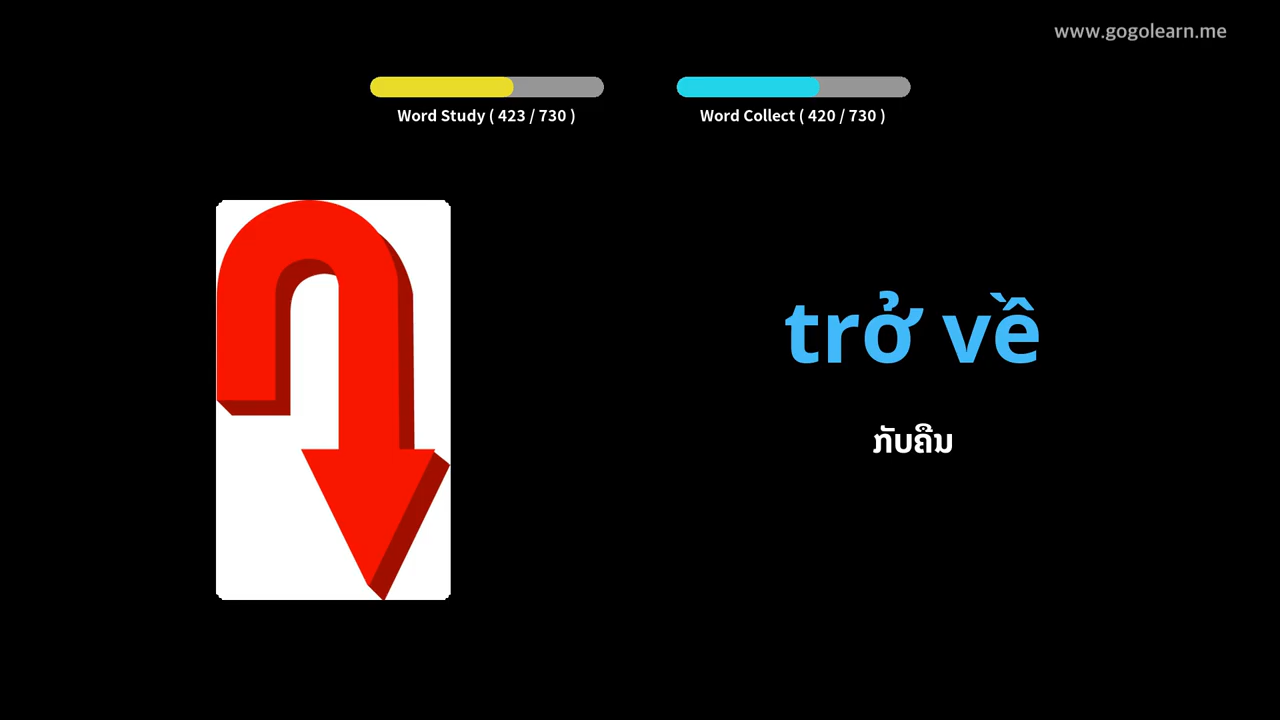 www.gogolearn.me
Word Study ( 423 / 730 )
Word Collect ( 420 / 730 )
trở về
ກັບຄືນ